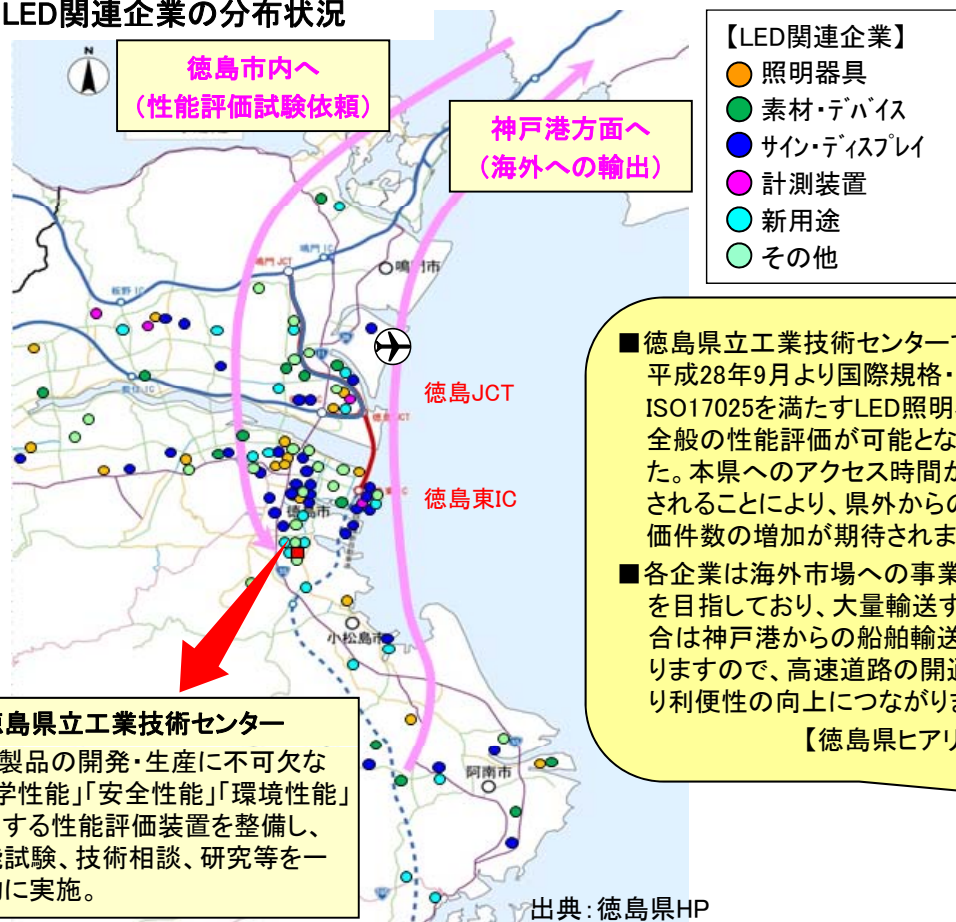 LED関連企業の分布状況
N
徳島市内へ
（性能評価試験依頼）
神戸港方面へ
（海外への輸出）
【LED関連企業】
照明器具
素材・デバイス
サイン・ディスプレイ
計測装置
新用途
その他
鳴門 IC
鳴門 JCT
鳴門市
板野 IC
徳島JCT
徳島東IC
徳島市
小松島市
阿南市
■徳島県立工業技術センターで
平成28年9月より国際規格・
ISO17025を満たすLED照明
全般の性能評価が可能とな
た。本県へのアクセス時間が
されることにより、県外からの
価件数の増加が期待されま
■各企業は海外市場への事業
を目指しており、大量輸送す
合は神戸港からの船舶輸送
りますので、高速道路の開通
り利便性の向上につながりま
【徳島県ヒアリ
島県立工業技術センター
製品の開発・生産に不可欠な
学性能」「安全性能」「環境性能」
する性能評価装置を整備し、
試験、技術相談、研究等を一
に実施。
出典：徳島県HP